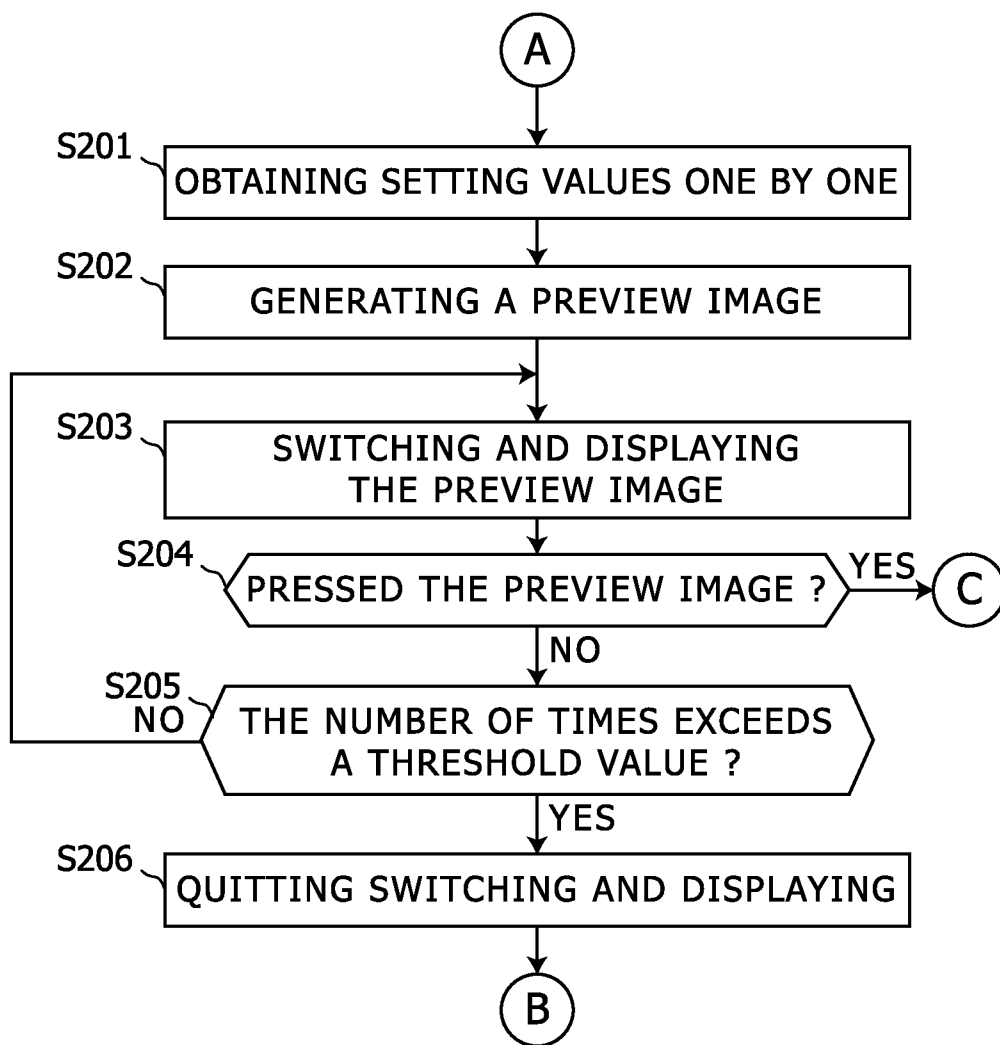 A
S201
OBTAINING SETTING VALUES ONE BY ONE
S202
GENERATING A PREVIEW IMAGE
S203
SWITCHING AND DISPLAYING
THE PREVIEW IMAGE
S204
PRESSED THE PREVIEW IMAGE ?
YES
C
NO
S205
NO
THE NUMBER OF TIMES EXCEEDS
A THRESHOLD VALUE ?
YES
S206
QUITTING SWITCHING AND DISPLAYING
B